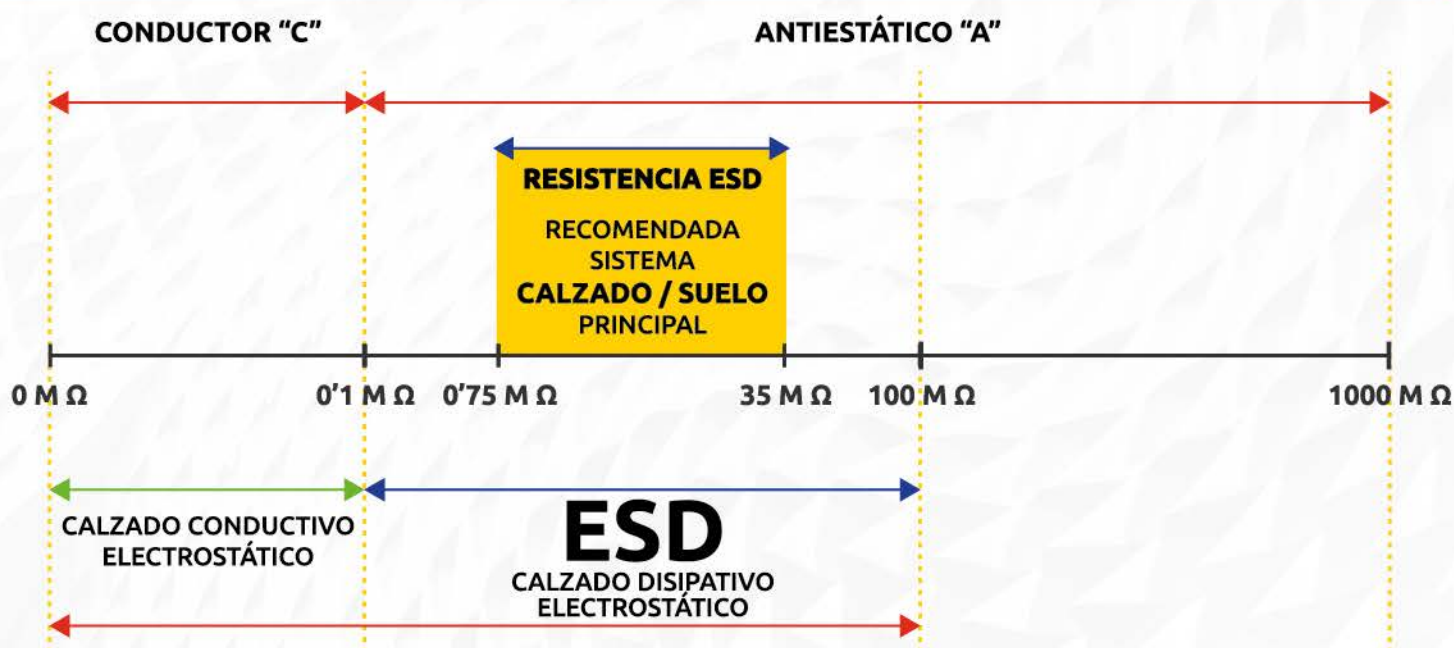 CONDUCTOR “C”
ANTIESTÁTICO “A”
RESISTENCIA ESD
RECOMENDADA
SISTEMA
CALZADO / SUELO
PRINCIPAL
0 M Ω
0’1 M Ω
0’75 M Ω
35 M Ω
100 M Ω
1000 M Ω
CALZADO CONDUCTIVO
ELECTROSTÁTICO
ESD
CALZADO DISIPATIVO
ELECTROSTÁTICO